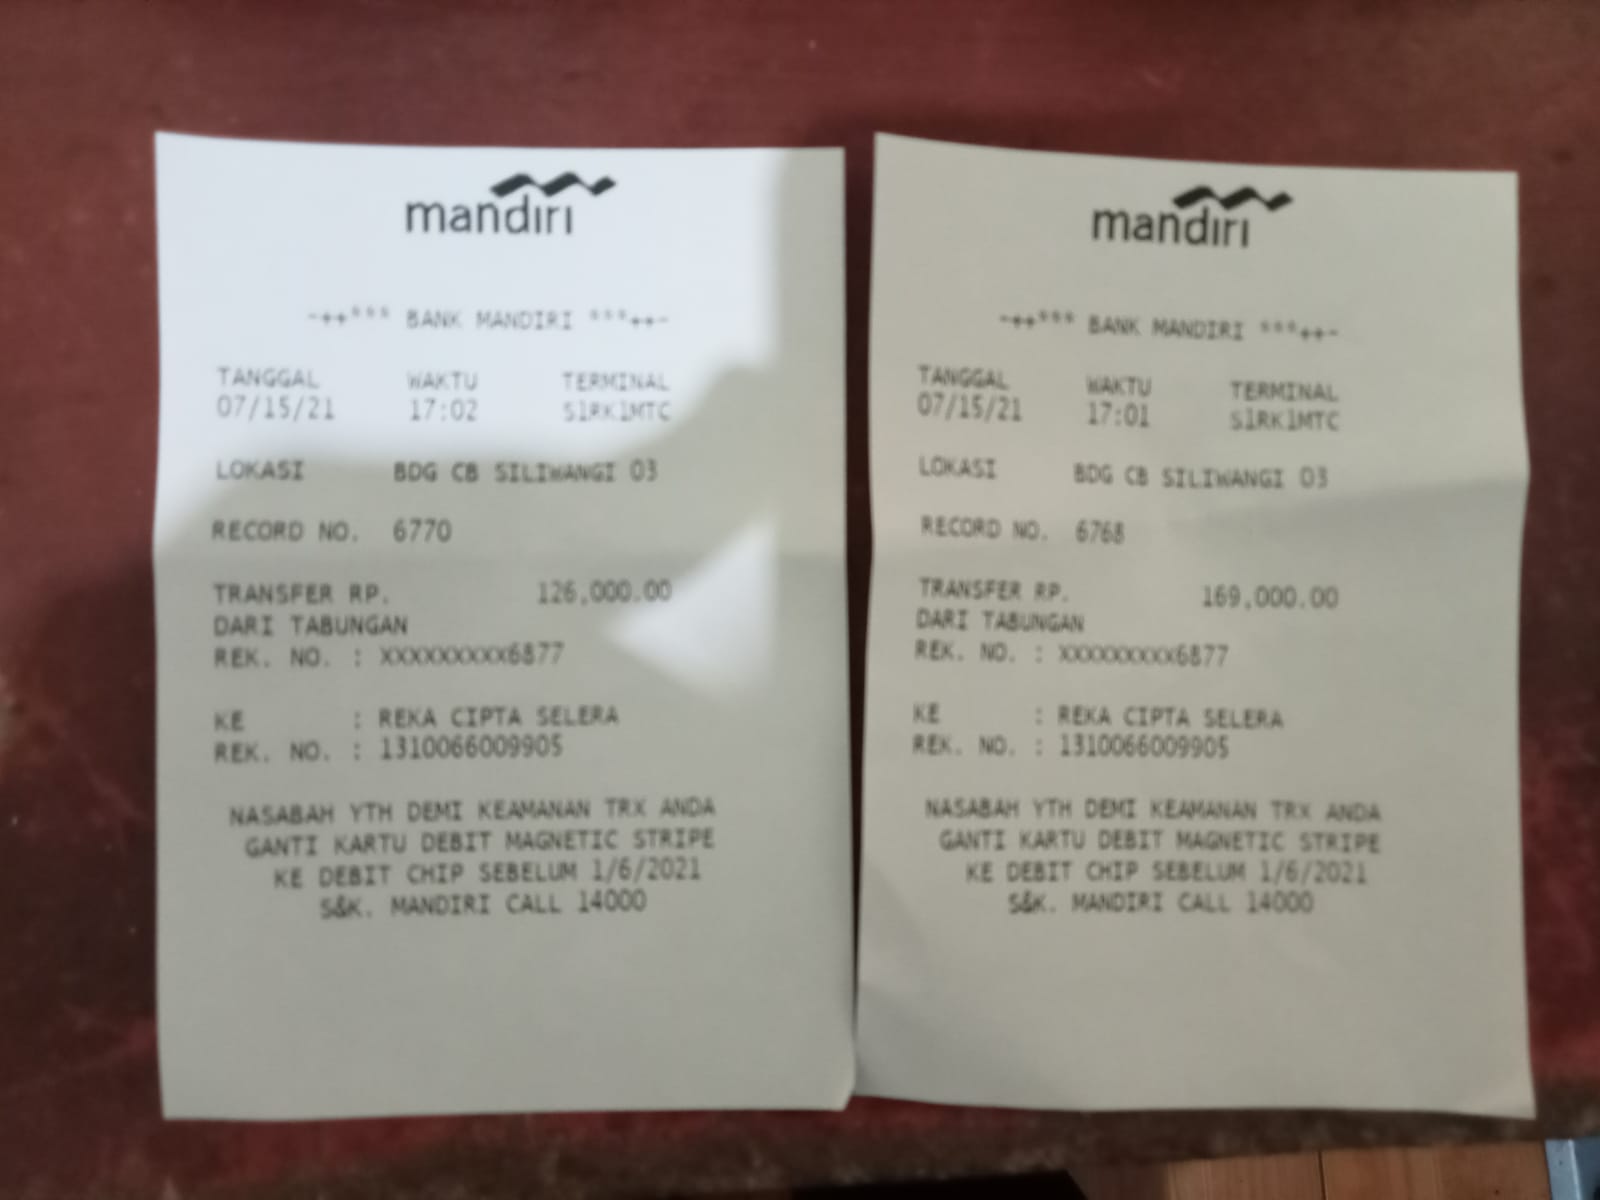 mandiri
-++*** BANK MANDIRI ***++-
TANGGAL WAKTU TERMINAL
07/15/21 17:02 S1RK1MTC
LOKASI BDG CB SILIWANGI 03
RECORD NO. 6770
TRANSFER RP. 126,000.00
DARI TABUNGAN
REK. NO. : XXXXXXXXX6877
KE : REKA CIPTA SELERA
REK. NO. : 1310066009905
NASABAH YTH DEMI KEAMANAN TRX ANDA
GANTI KARTU DEBIT MAGNETIC STRIPE
KE DEBIT CHIP SEBELUM 1/6/2021
S&K. MANDIRI CALL 14000
mandiri
-++*** BANK MANDIRI ***++-
TANGGAL WAKTU TERMINAL
07/15/21 17:01 S1RK1MTC
LOKASI BDG CB SILIWANGI 03
RECORD NO. 6768
TRANSFER RP. 169,000.00
DARI TABUNGAN
REK. NO. : XXXXXXXXX6877
KE : REKA CIPTA SELERA
REK. NO. : 1310066009905
NASABAH YTH DEMI KEAMANAN TRX ANDA
GANTI KARTU DEBIT MAGNETIC STRIPE
KE DEBIT CHIP SEBELUM 1/6/2021
S&K. MANDIRI CALL 14000